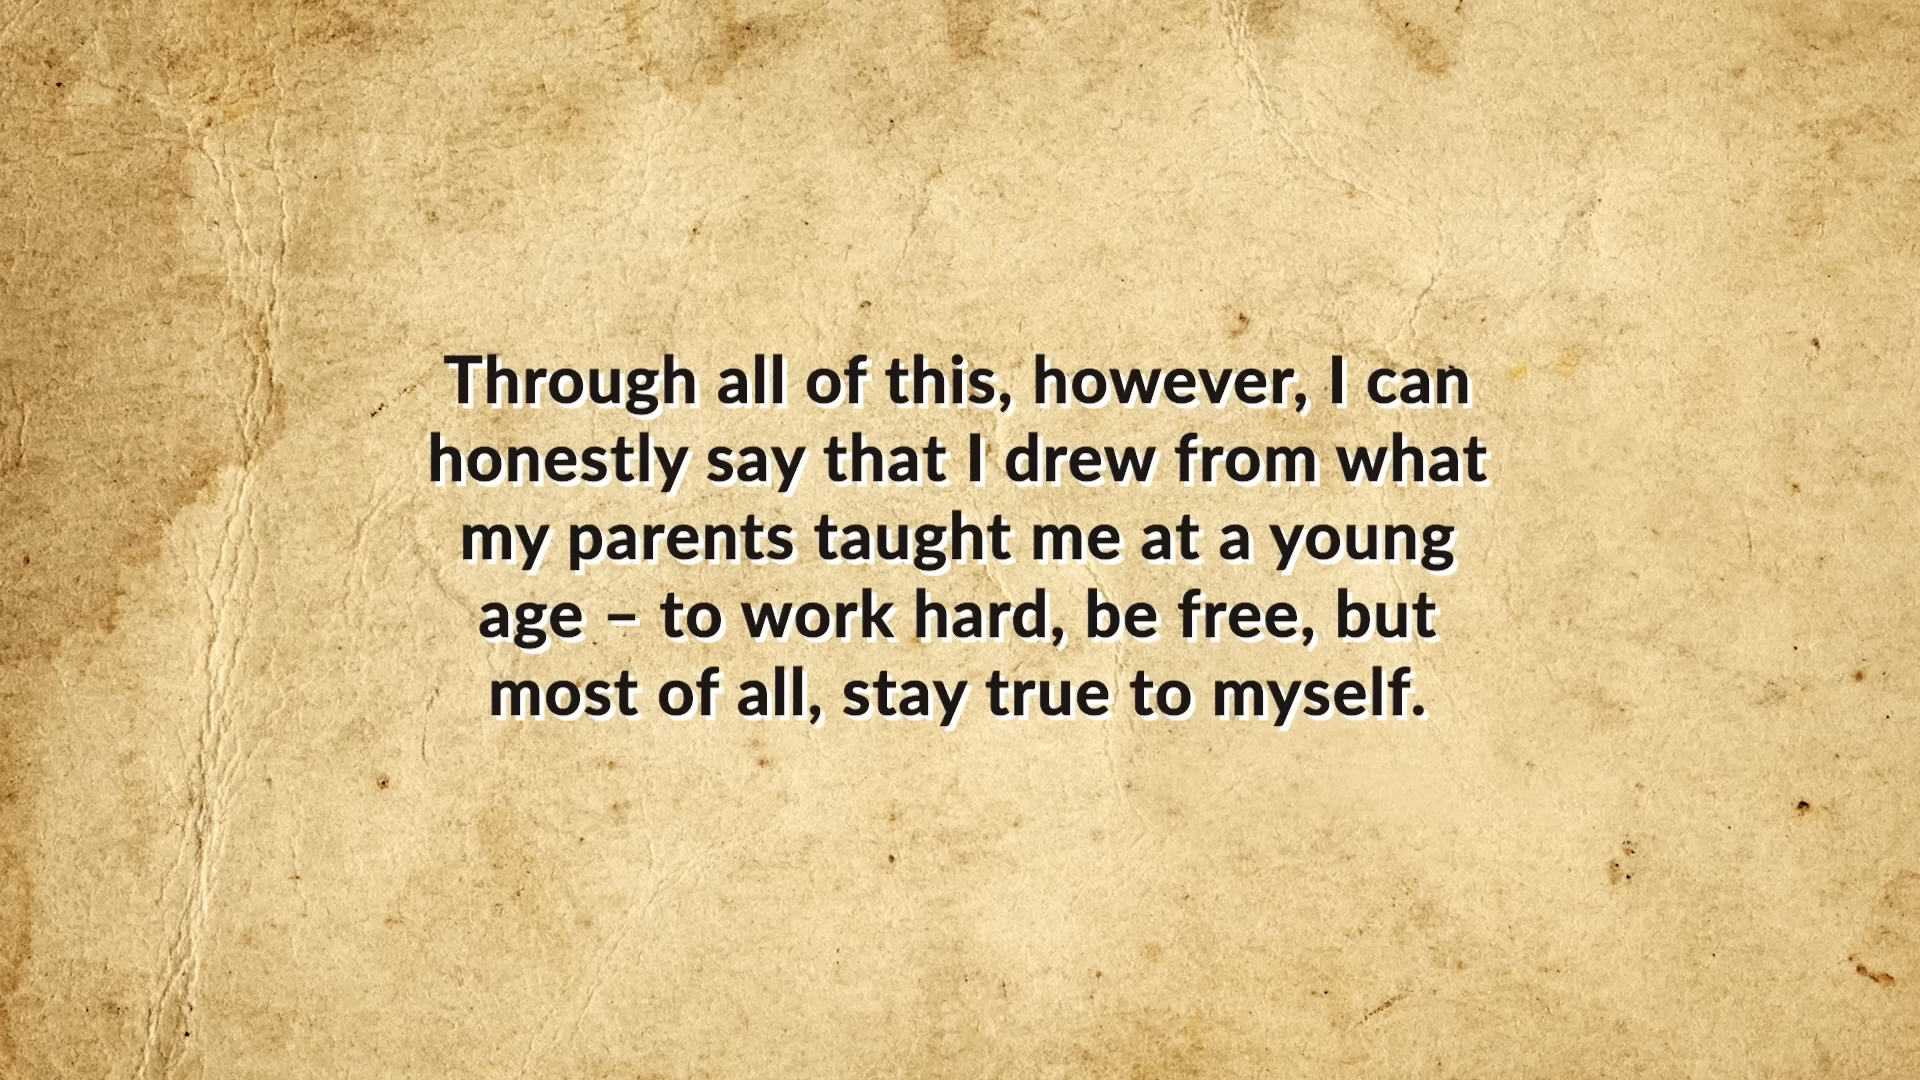 Through all of this, however, I can
honestly say that I drew from what
my parents taught me at a young
age – to work hard, be free, but
most of all, stay true to myself.